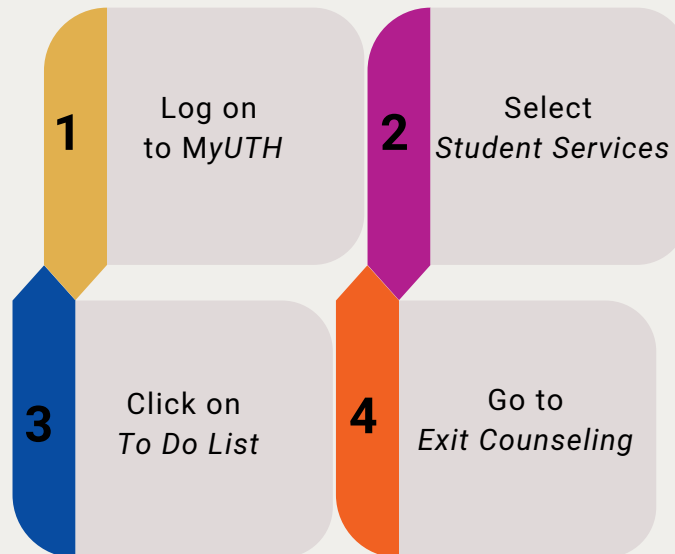 1
Log on
to MyUTH
2
Select
Student Services
3
Click on
To Do List
4
Go to
Exit Counseling